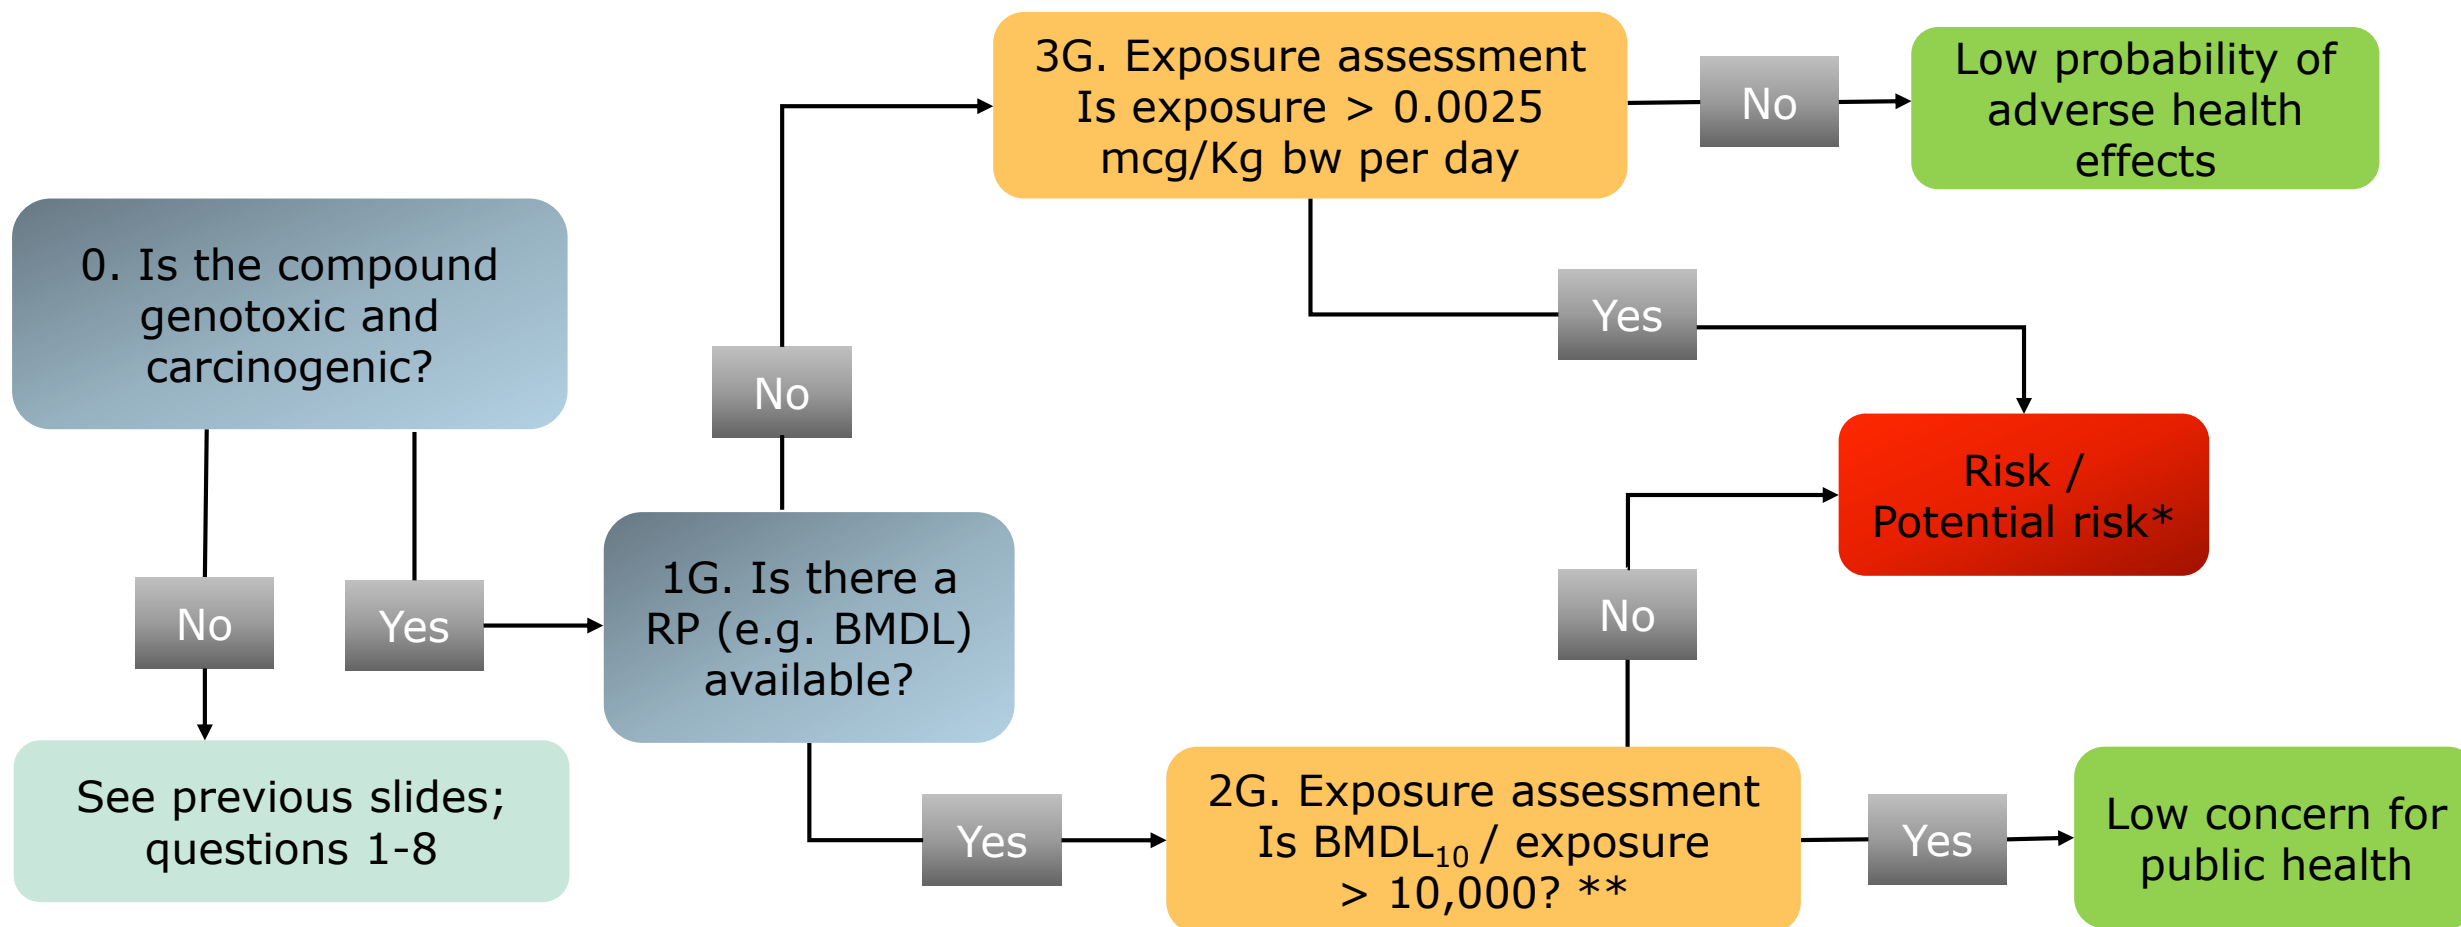 0. Is the compound
genotoxic and
carcinogenic?
No
Yes
See previous slides;
questions 1-8
1G. Is there a
RP (e.g. BMDL)
available?
No
3G. Exposure assessment
Is exposure > 0.0025
mcg/Kg bw per day
No
Low probability of
adverse health
effects
Yes
Risk /
Potential risk*
Yes
2G. Exposure assessment
Is BMDL₁₀ / exposure
> 10,000? **
No
Yes
Low concern for
public health